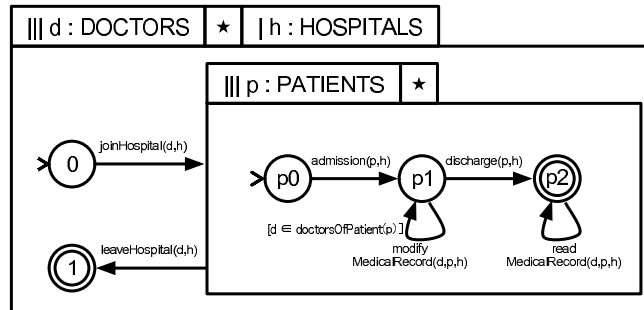 ||| d : DOCTORS ★ | h : HOSPITALS
||| p : PATIENTS ★
0
joinHospital(d,h)
p0
admission(p,h)
p1
discharge(p,h)
p2
[d ∈ doctorsOfPatient(p)]
modify
MedicalRecord(d,p,h)
read
MedicalRecord(d,p,h)
1
leaveHospital(d,h)